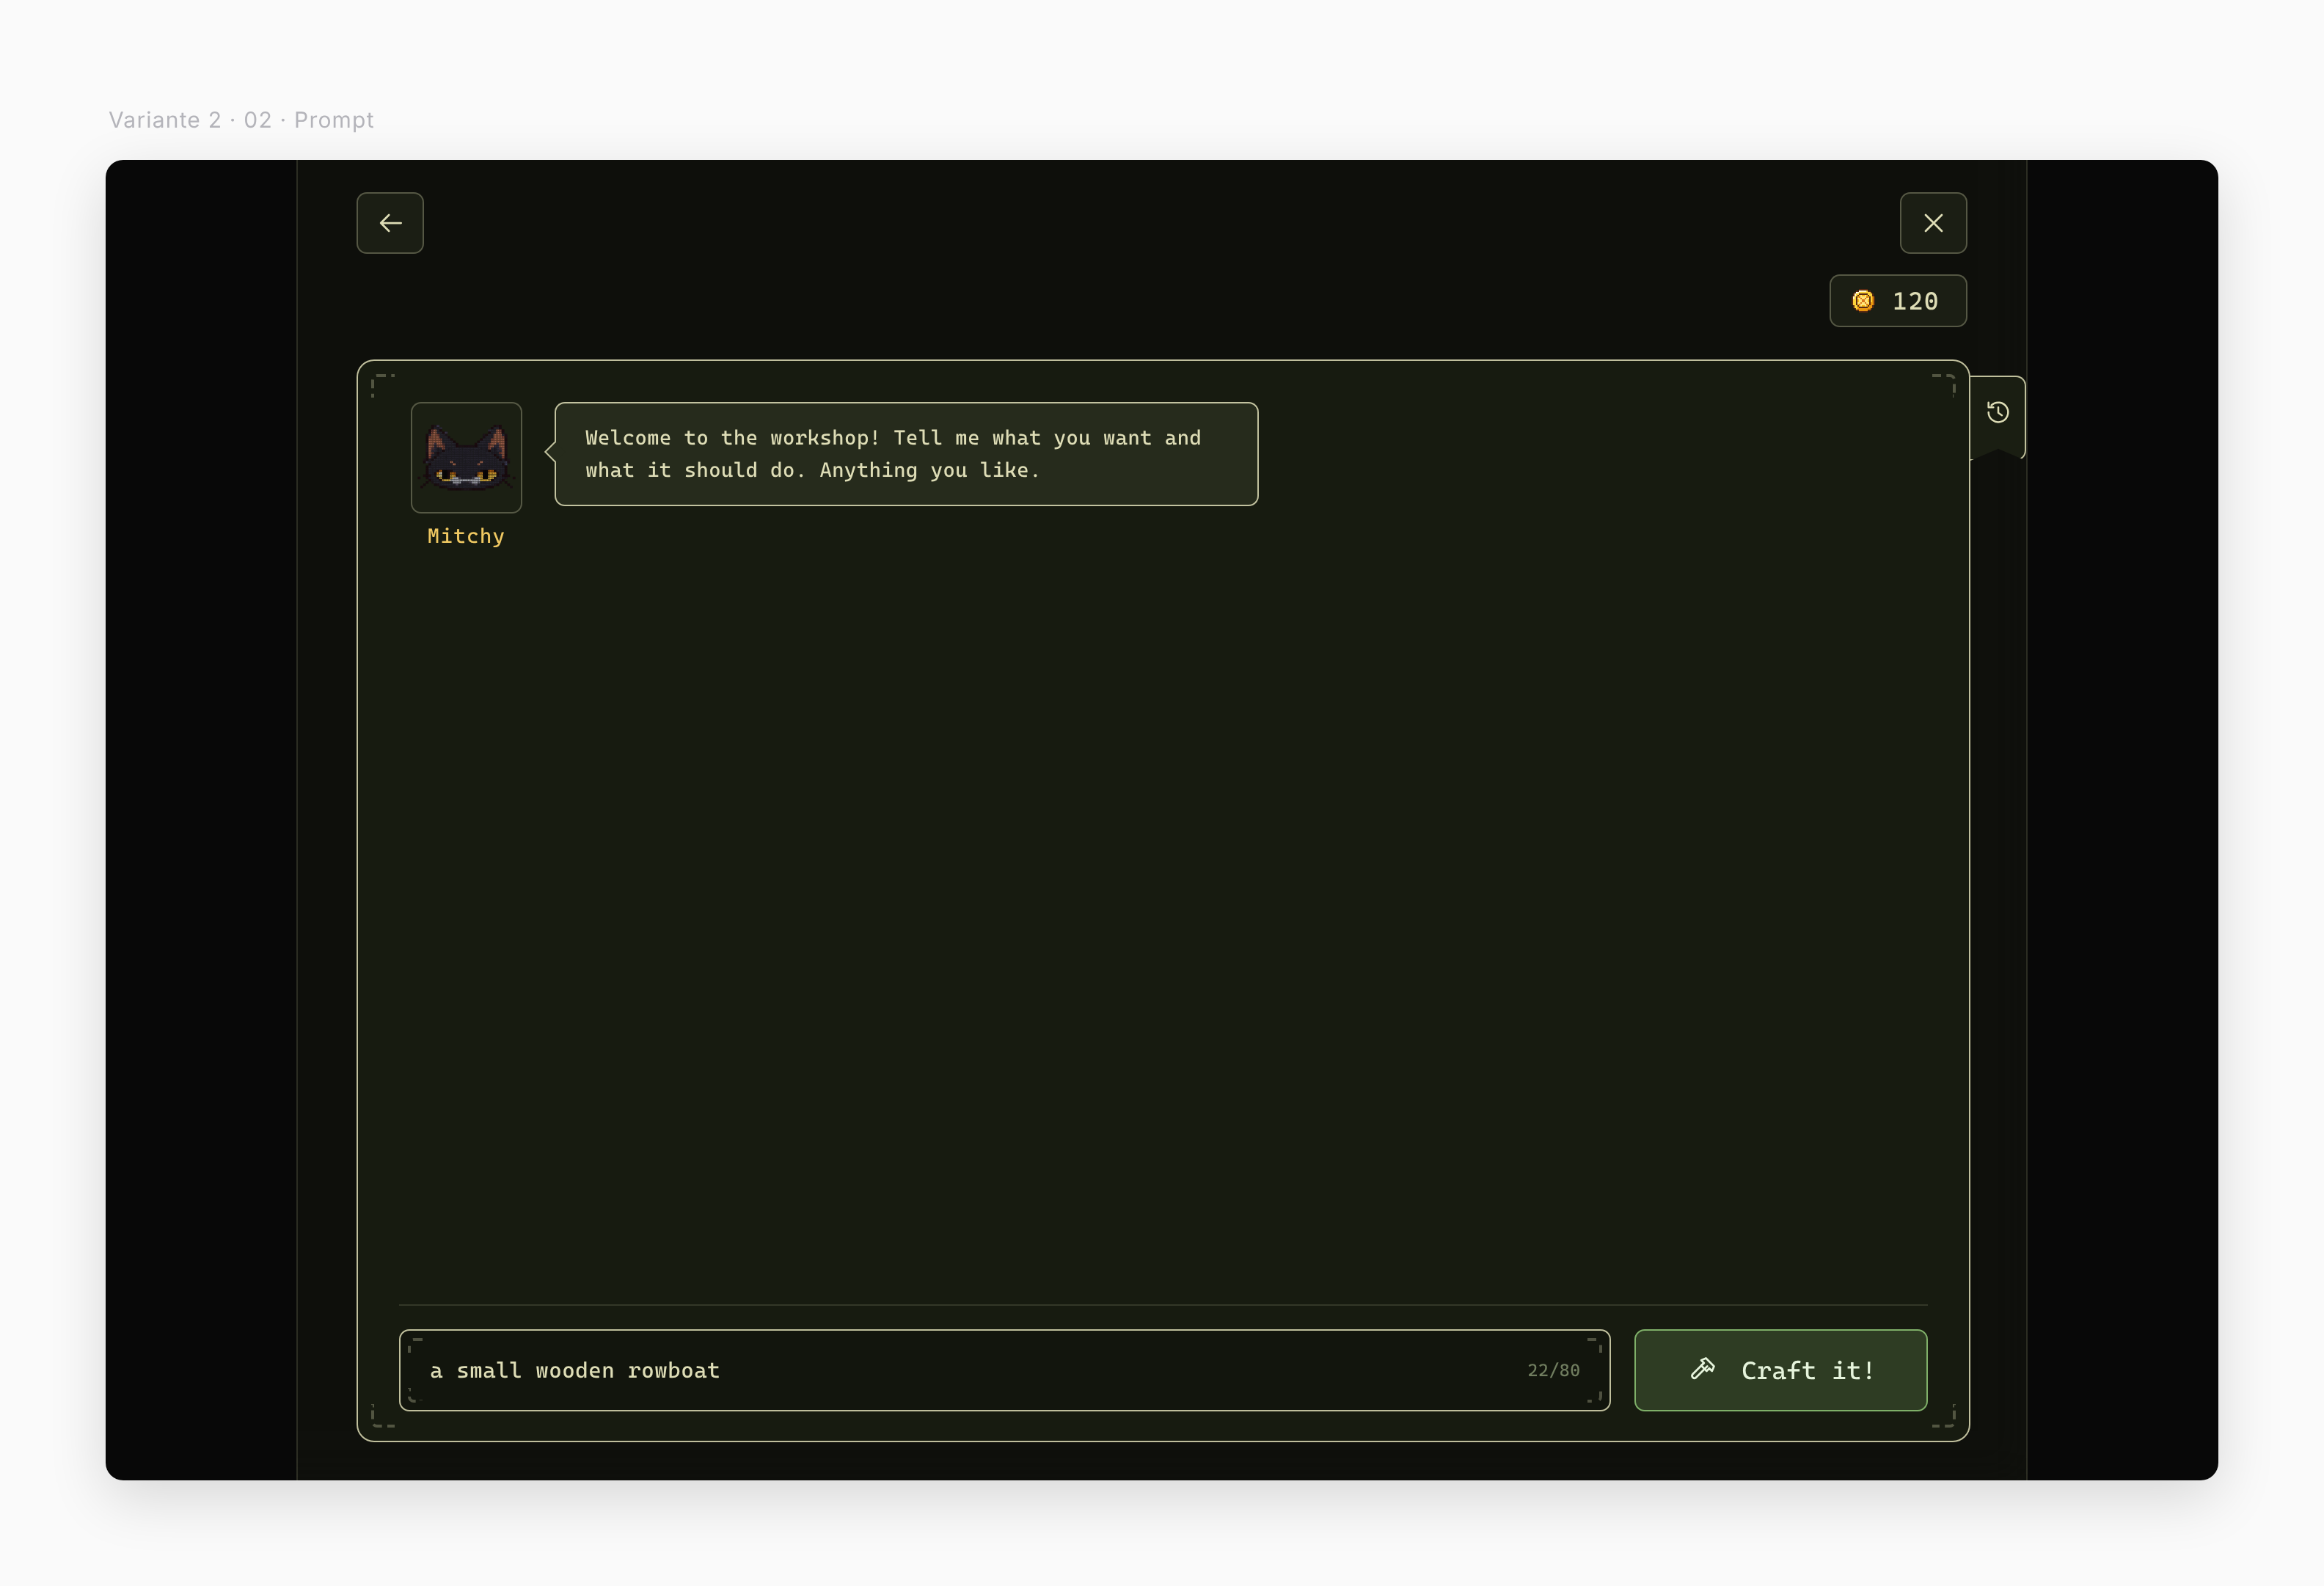 Variante 2 · 02 · Prompt
120
Welcome to the workshop! Tell me what you want and
what it should do. Anything you like.
Mitchy
a small wooden rowboat
22/80
Craft it!